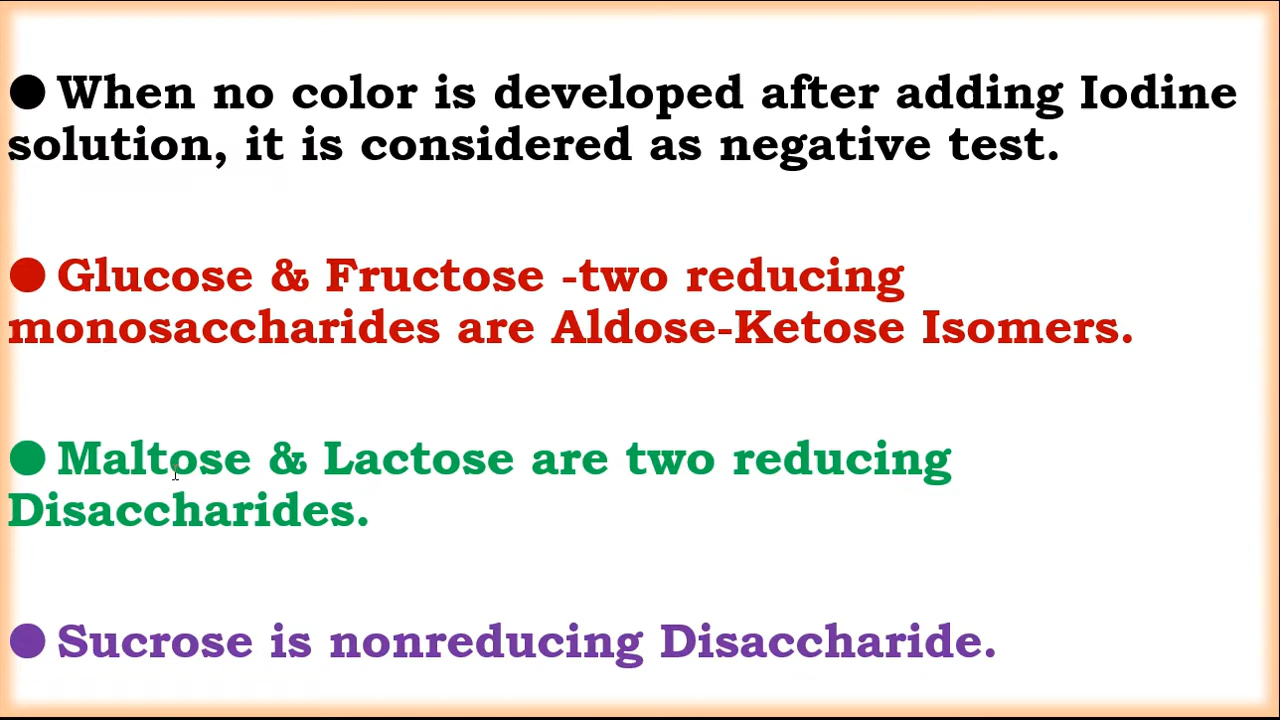 ● When no color is developed after adding Iodine
solution, it is considered as negative test.
● Glucose & Fructose -two reducing
monosaccharides are Aldose-Ketose Isomers.
● Maltose & Lactose are two reducing
Disaccharides.
● Sucrose is nonreducing Disaccharide.